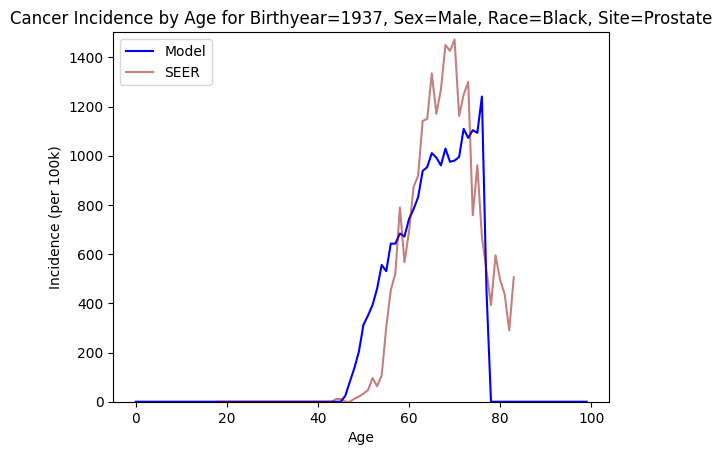 Cancer Incidence by Age for Birthyear=1937, Sex=Male, Race=Black, Site=Prostate
Model
SEER
Incidence (per 100k)
1400
1200
1000
800
600
400
200
0
0 20 40 60 80 100
Age